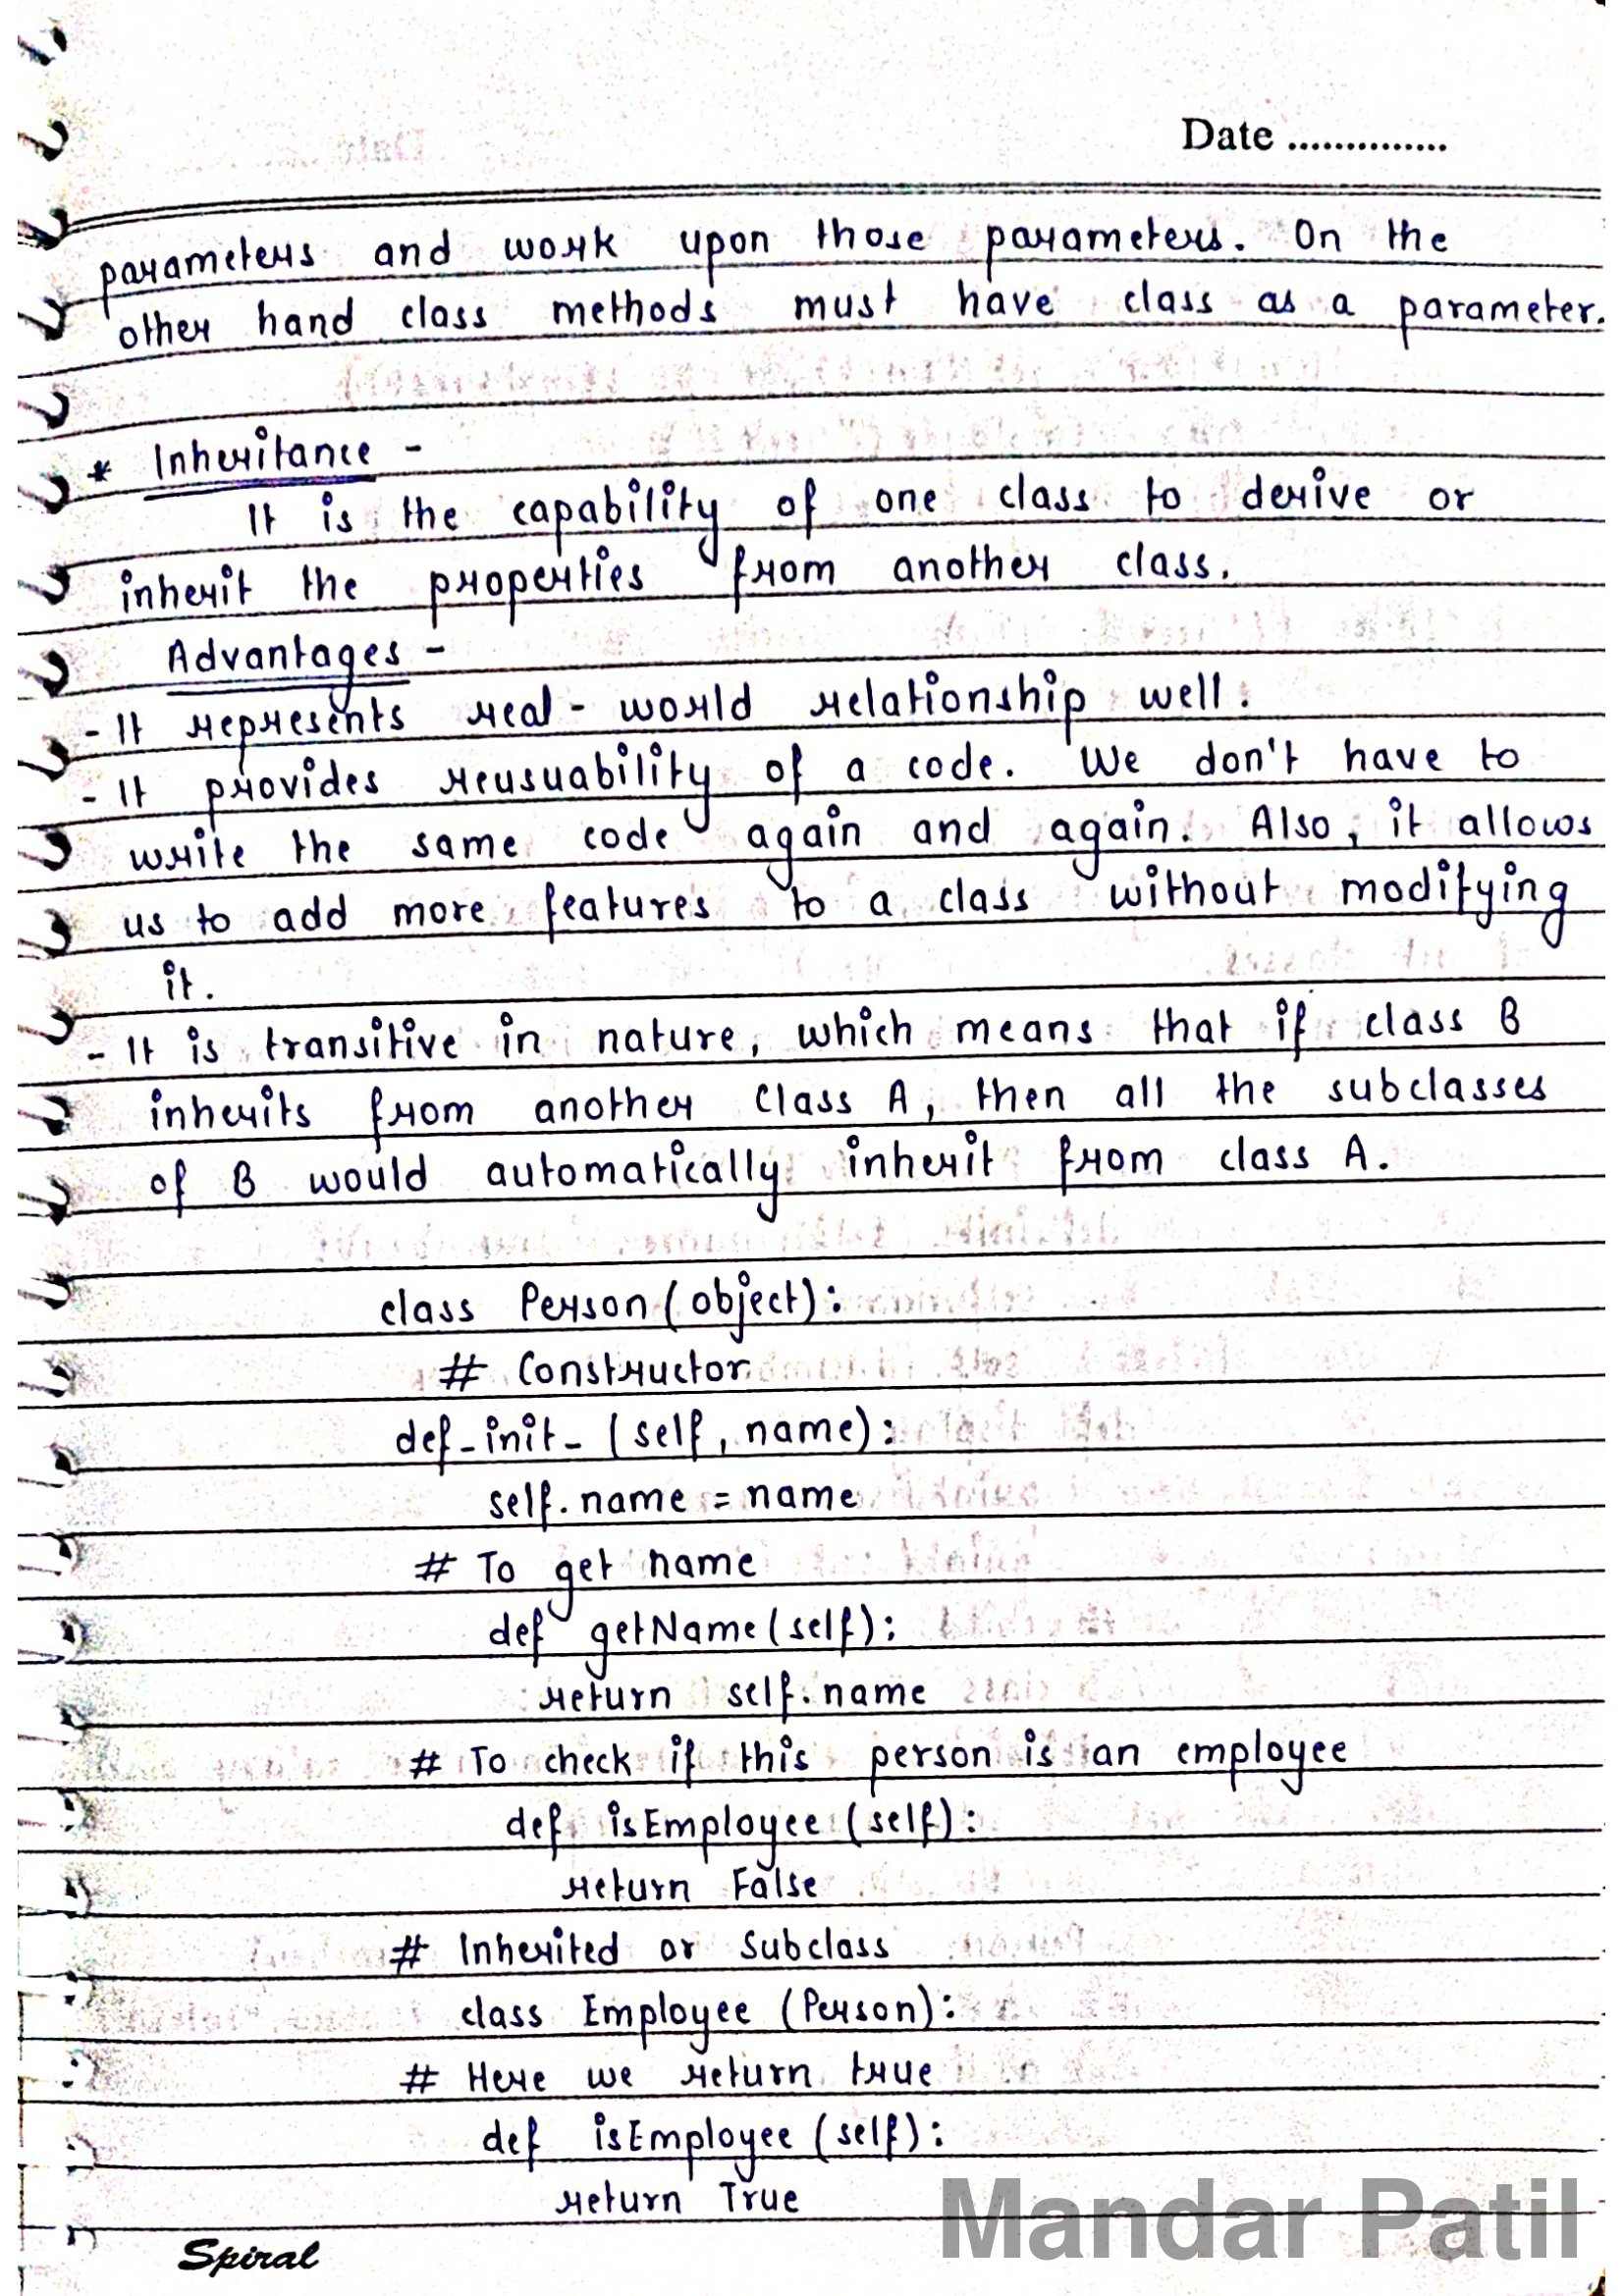 Date ..............
parameters and work upon those parameters. On the
other hand class methods must have class as a parameter.
* Inheritance -
It is the capability of one class to derive or
inherit the properties from another class.
Advantages -
- It represents real - world relationship well.
- It provides reusuability of a code. We don't have to
write the same code again and again. Also, it allows
us to add more features to a class without modifying
it.
- It is transitive in nature, which means that if class B
inherits from another class A, then all the subclasses
of B would automatically inherit from class A.
class Person (object):
# Constructor
def_init_ (self, name):
self.name = name
# To get name
def getName (self):
return self.name
# To check if this person is an employee
def isEmployee (self):
return False
# Inherited or Subclass
class Employee (Person):
# Here we return true
def isEmployee (self):
return True
Mandar Patil
Spiral